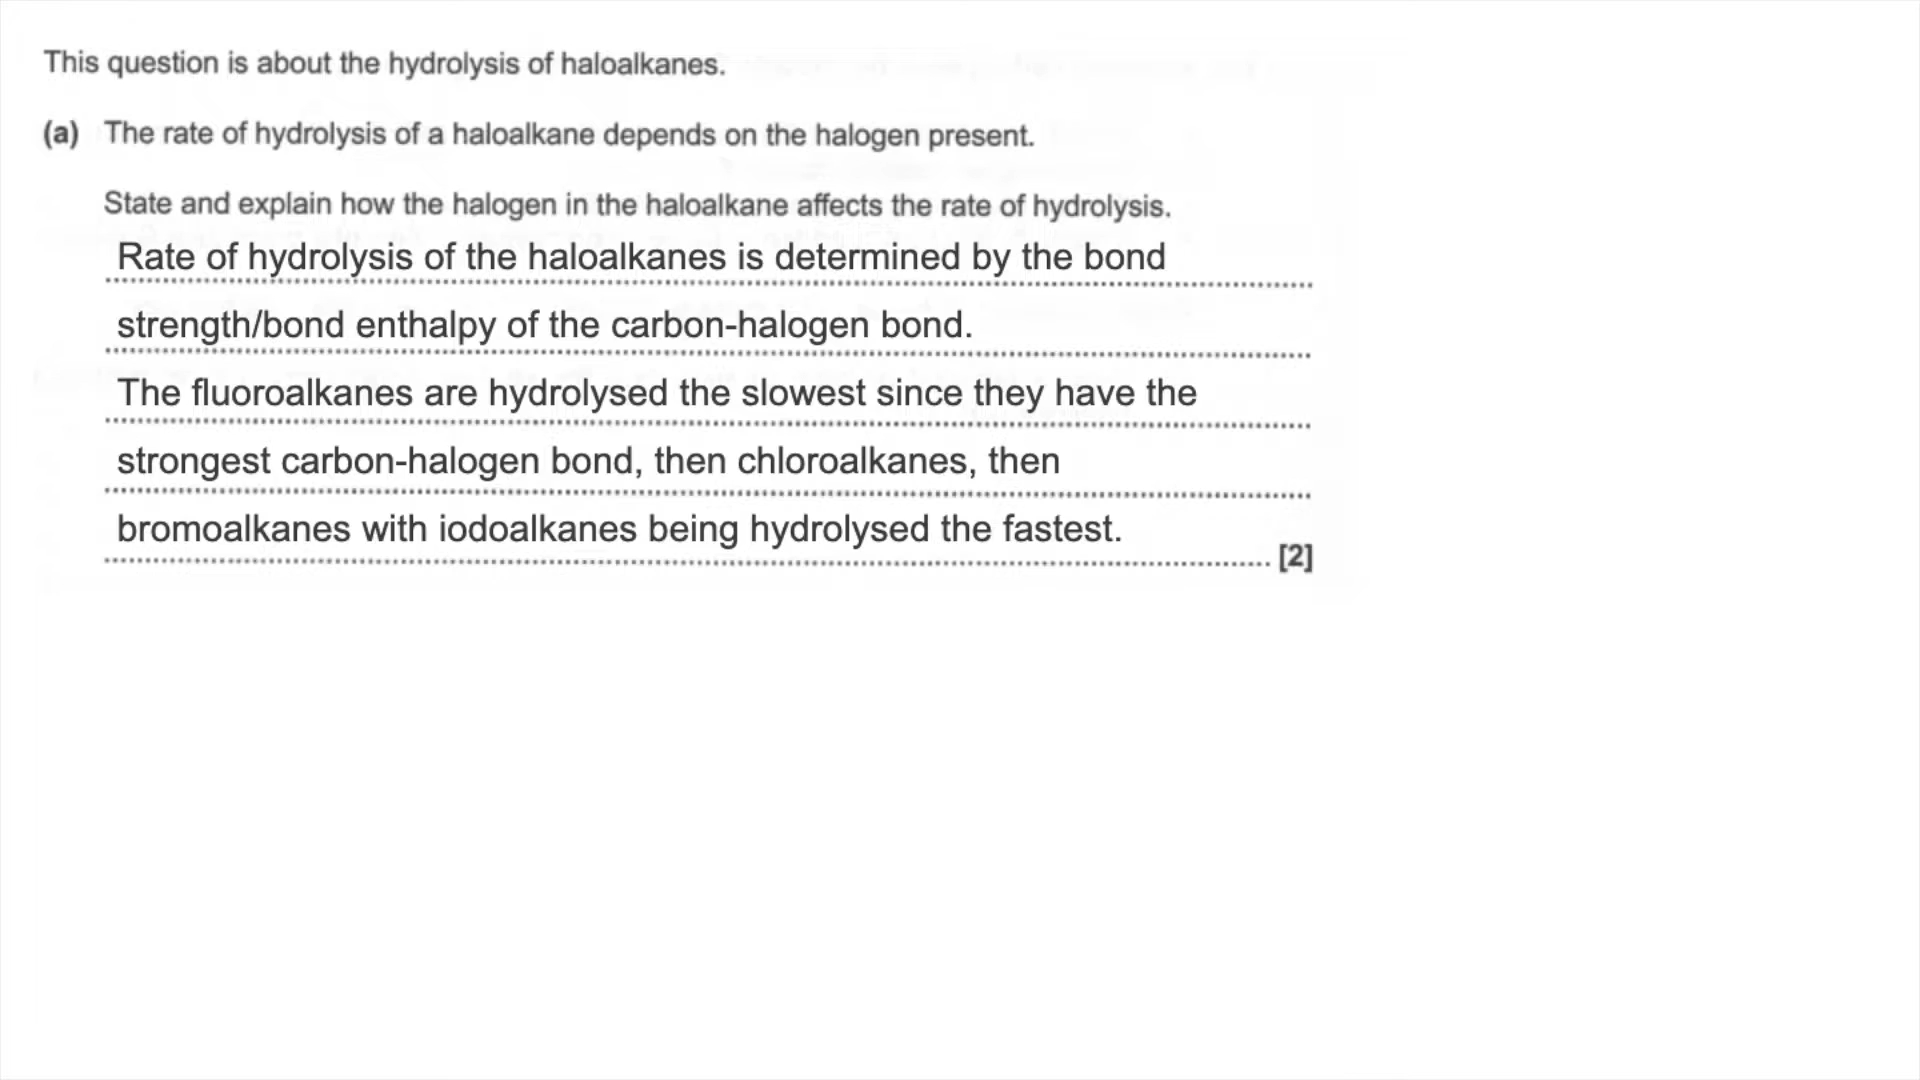 This question is about the hydrolysis of haloalkanes.
(a) The rate of hydrolysis of a haloalkane depends on the halogen present.
State and explain how the halogen in the haloalkane affects the rate of hydrolysis.
Rate of hydrolysis of the haloalkanes is determined by the bond
strength/bond enthalpy of the carbon-halogen bond.
The fluoroalkanes are hydrolysed the slowest since they have the
strongest carbon-halogen bond, then chloroalkanes, then
bromoalkanes with iodoalkanes being hydrolysed the fastest.
[2]